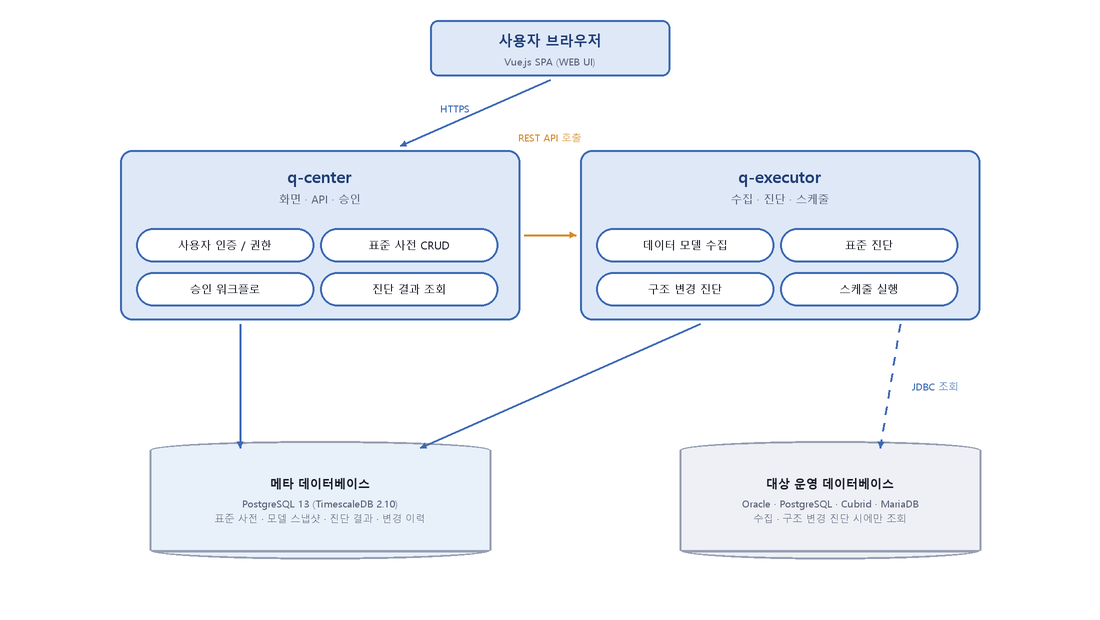 사용자 브라우저
Vue.js SPA (WEB UI)
HTTPS
REST API 호출
q-center
화면 · API · 승인
사용자 인증 / 권한
표준 사전 CRUD
승인 워크플로
진단 결과 조회
q-executor
수집 · 진단 · 스케줄
데이터 모델 수집
표준 진단
구조 변경 진단
스케줄 실행
JDBC 조회
메타 데이터베이스
PostgreSQL 13 (TimescaleDB 2.10)
표준 사전 · 모델 스냅샷 · 진단 결과 · 변경 이력
대상 운영 데이터베이스
Oracle · PostgreSQL · Cubrid · MariaDB
수집 · 구조 변경 진단 시에만 조회